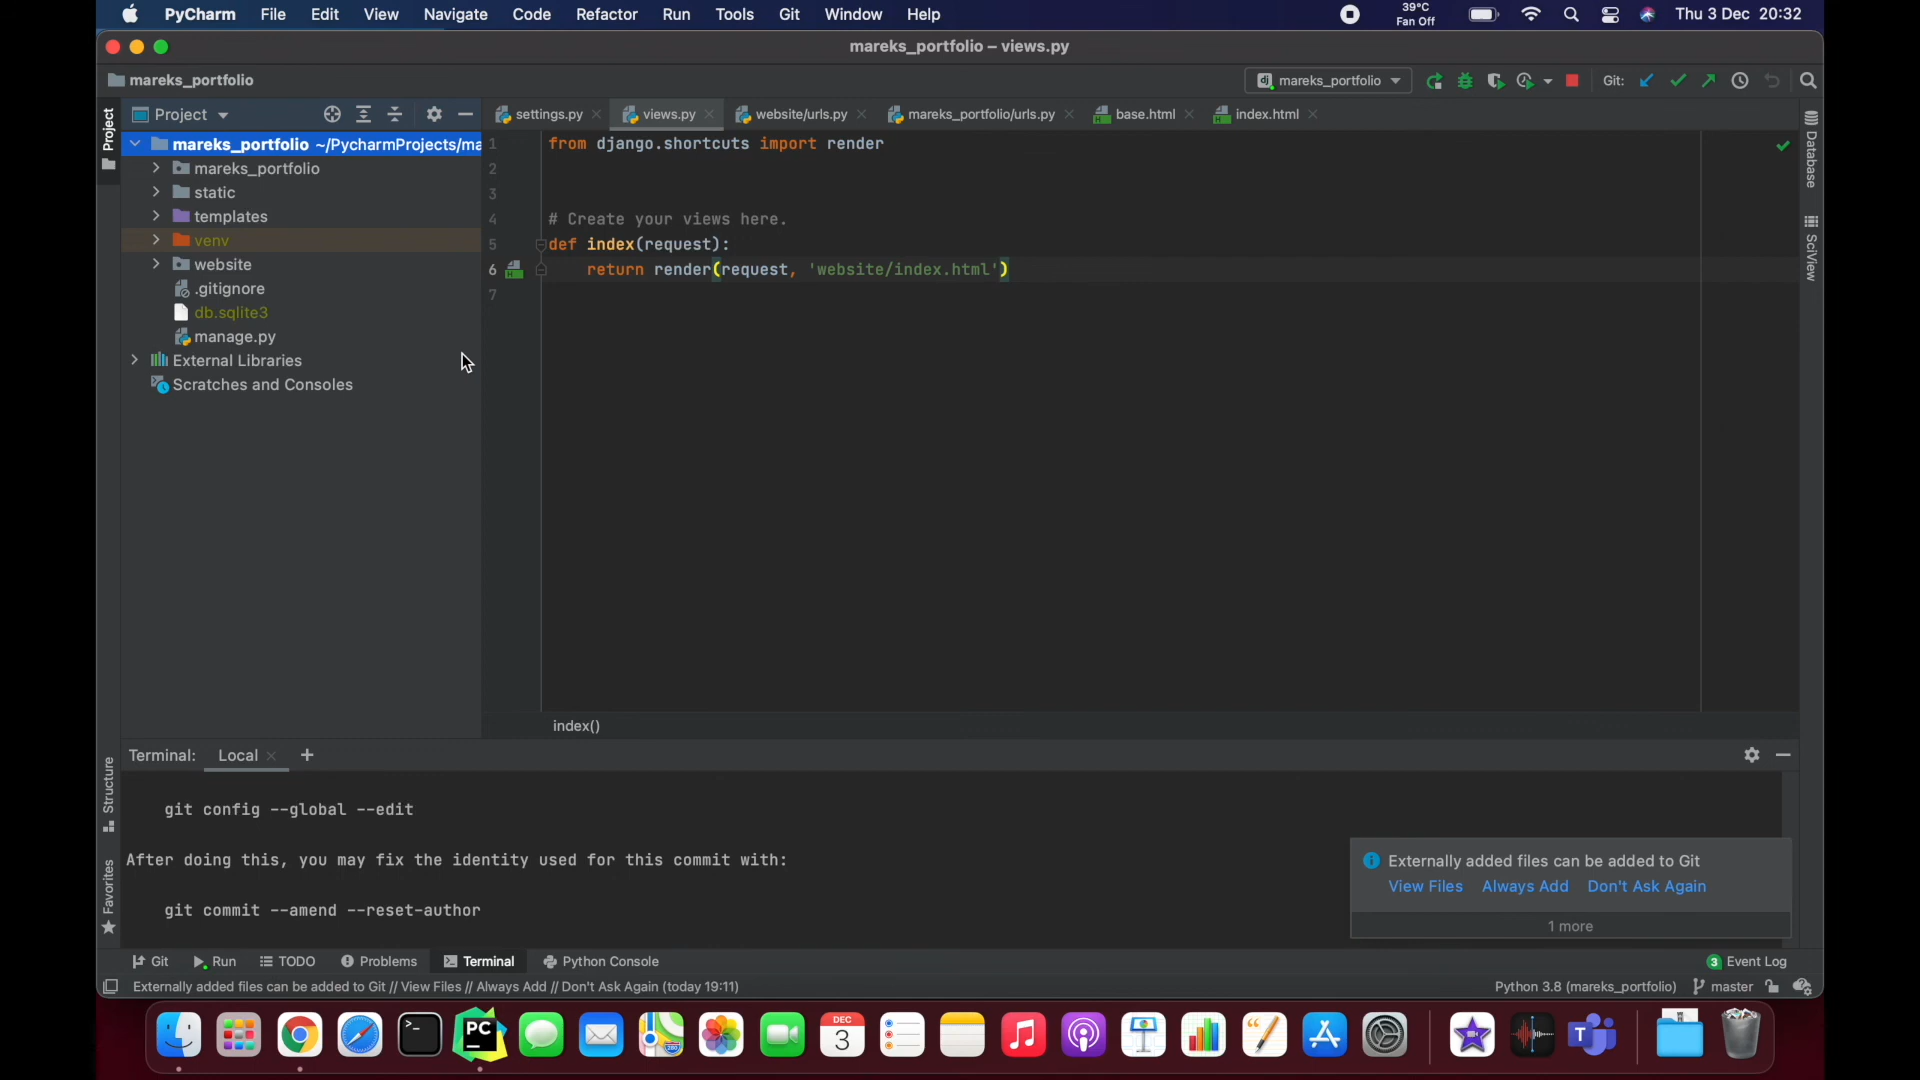 PyCharm File Edit View Navigate Code Refactor Run Tools Git Window Help 39°C Fan Off Thu 3 Dec 20:32
mareks_portfolio – views.py
mareks_portfolio
dj mareks_portfolio Git:
Project
settings.py views.py website/urls.py mareks_portfolio/urls.py base.html index.html
Project
Database
SciView
mareks_portfolio ~/PycharmProjects/ma
mareks_portfolio
static
templates
venv
website
.gitignore
db.sqlite3
manage.py
External Libraries
Scratches and Consoles
1 from django.shortcuts import render
2
3
4 # Create your views here.
5 def index(request):
6 return render(request, 'website/index.html')
7
index()
Structure
Favorites
Terminal: Local +
git config --global --edit
After doing this, you may fix the identity used for this commit with:
git commit --amend --reset-author
Externally added files can be added to Git
View Files Always Add Don't Ask Again
1 more
Git Run TODO Problems Terminal Python Console 3 Event Log
Externally added files can be added to Git // View Files // Always Add // Don't Ask Again (today 19:11) Python 3.8 (mareks_portfolio) master
PC
DEC
3
280
T